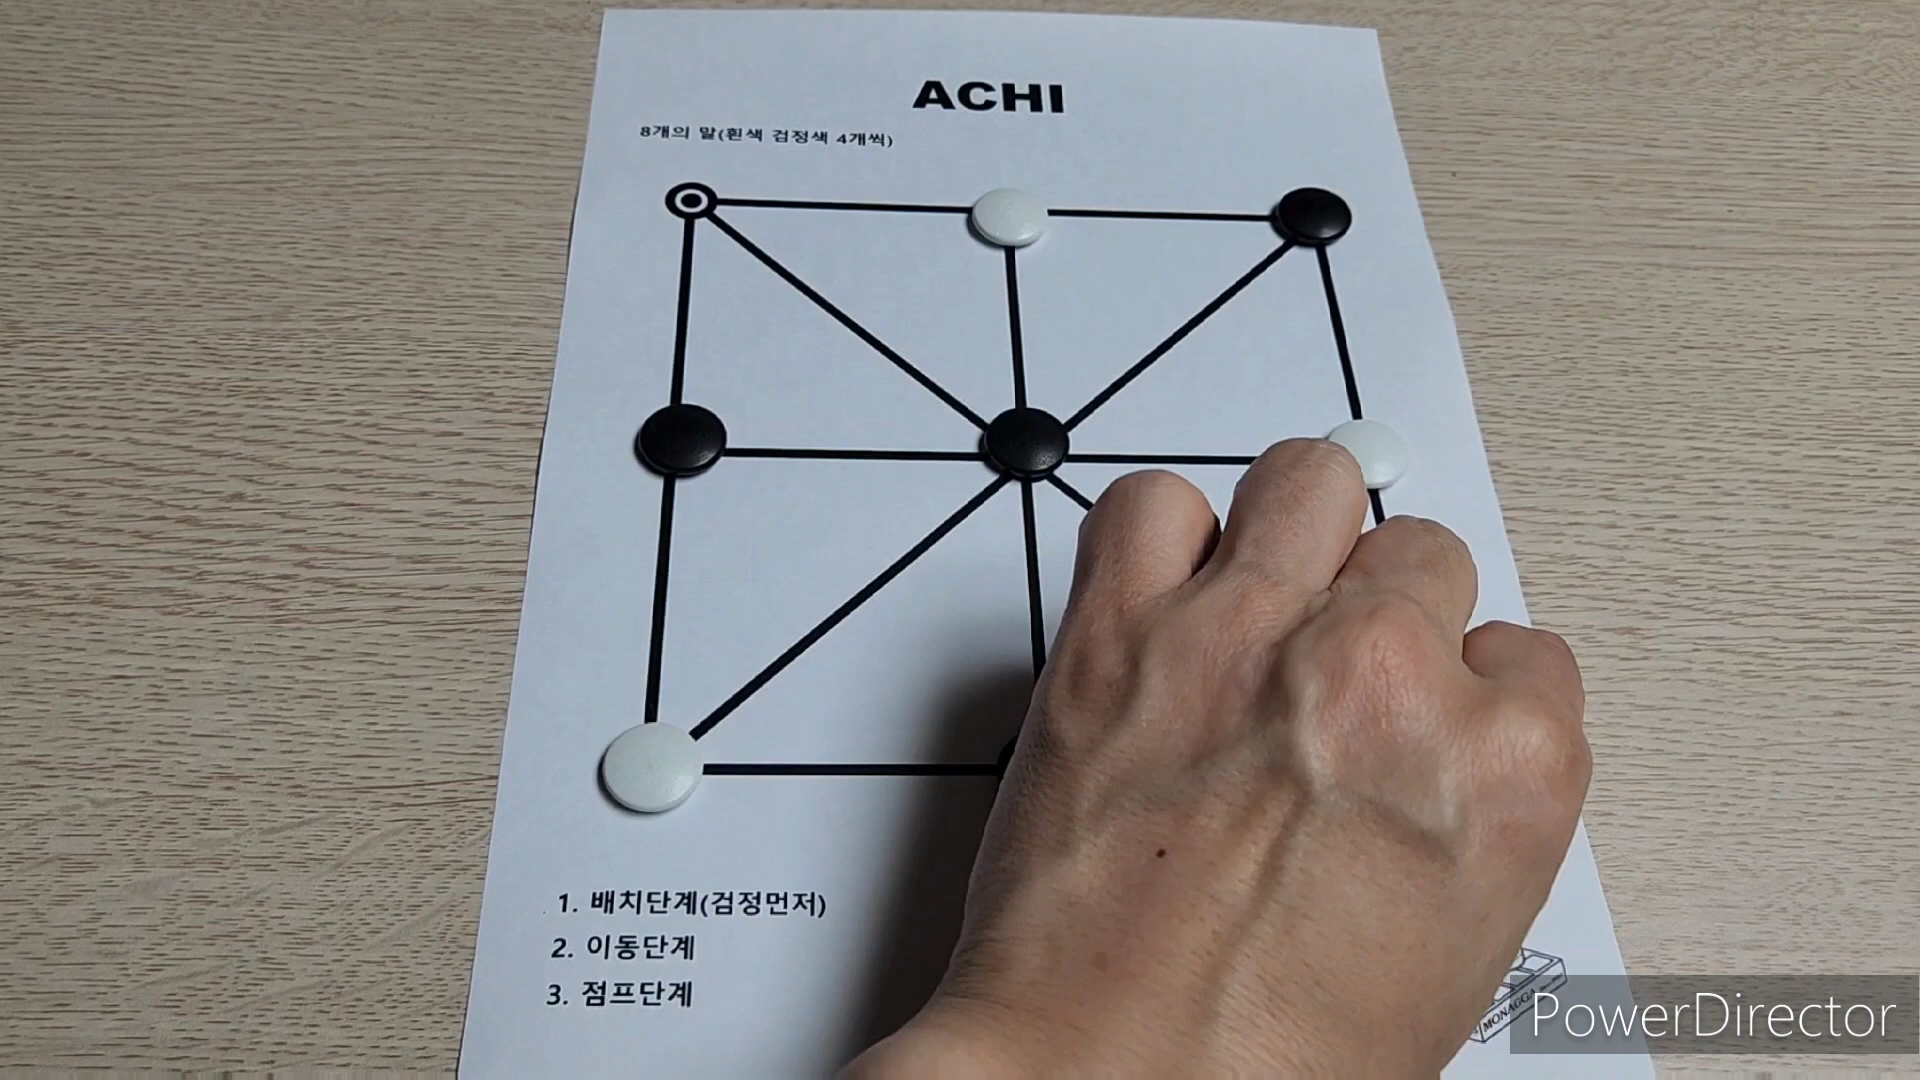 ACHI
8개의 말(흰색 검정색 4개씩)
1. 배치단계(검정먼저)
2. 이동단계
3. 점프단계
MONAGGA
PowerDirector